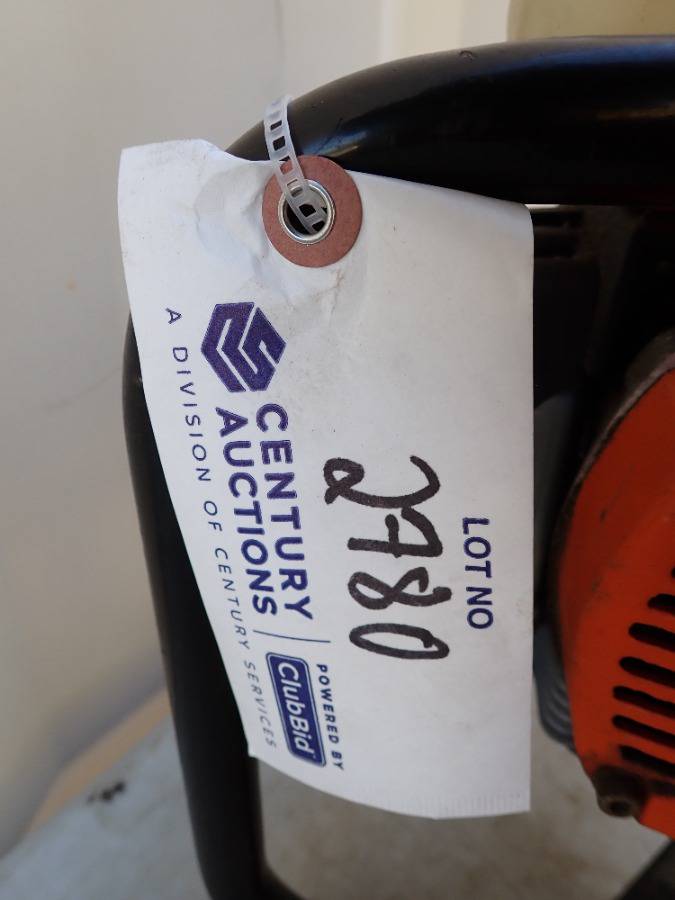 LOT NO
2780
CENTURY
AUCTIONS
POWERED BY
ClubBid
A DIVISION OF CENTURY SERVICES